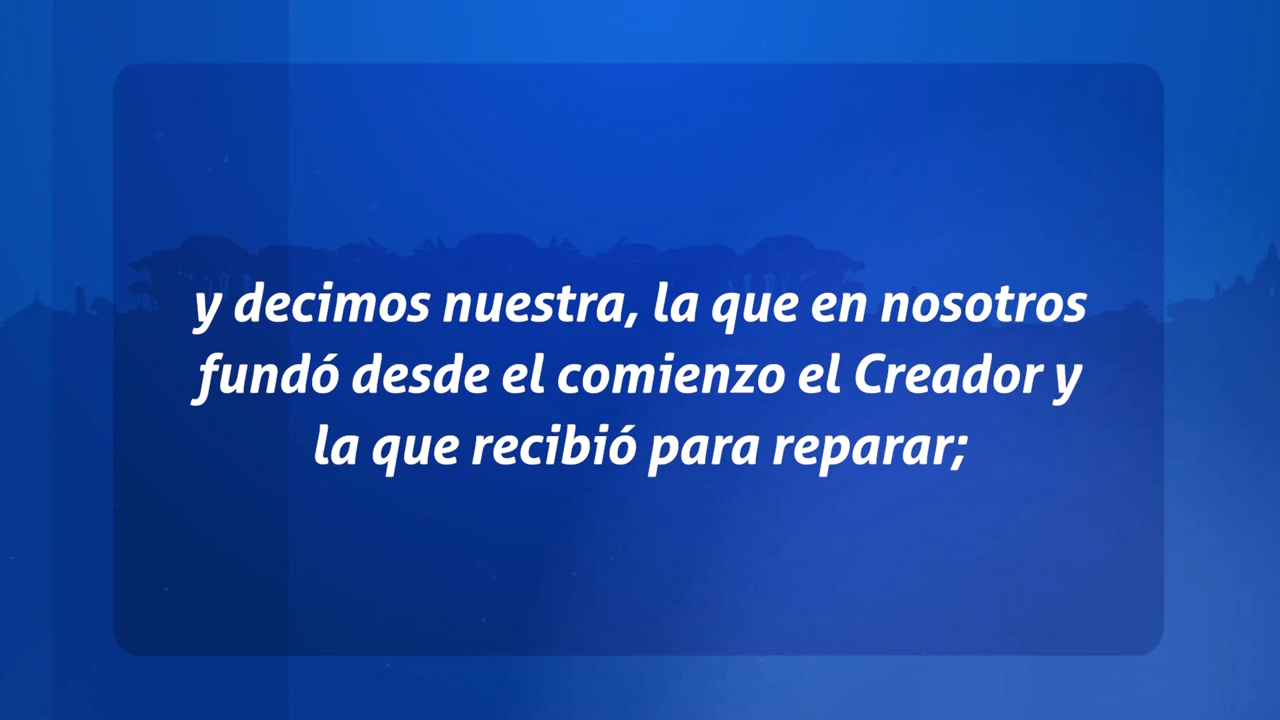 y decimos nuestra, la que en nosotros
fundó desde el comienzo el Creador y
la que recibió para reparar;